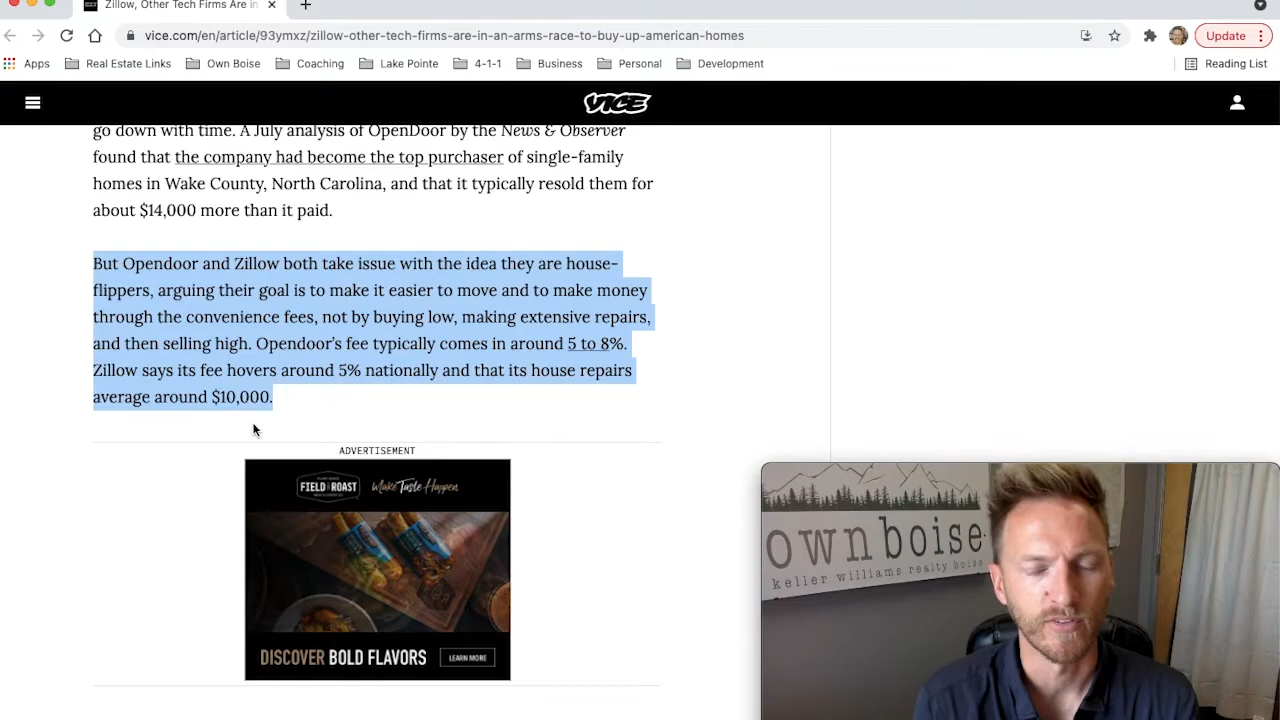 Zillow, Other Tech Firms Are in
vice.com/en/article/93ymxz/zillow-other-tech-firms-are-in-an-arms-race-to-buy-up-american-homes
Update
Apps
Real Estate Links
Own Boise
Coaching
Lake Pointe
4-1-1
Business
Personal
Development
Reading List
VICE
go down with time. A July analysis of OpenDoor by the News & Observer
found that the company had become the top purchaser of single-family
homes in Wake County, North Carolina, and that it typically resold them for
about $14,000 more than it paid.
But Opendoor and Zillow both take issue with the idea they are house-
flippers, arguing their goal is to make it easier to move and to make money
through the convenience fees, not by buying low, making extensive repairs,
and then selling high. Opendoor's fee typically comes in around 5 to 8%.
Zillow says its fee hovers around 5% nationally and that its house repairs
average around $10,000.
ADVERTISEMENT
FIELD ROAST
Make Taste Happen
DISCOVER BOLD FLAVORS
LEARN MORE
own boise
keller williams realty boise